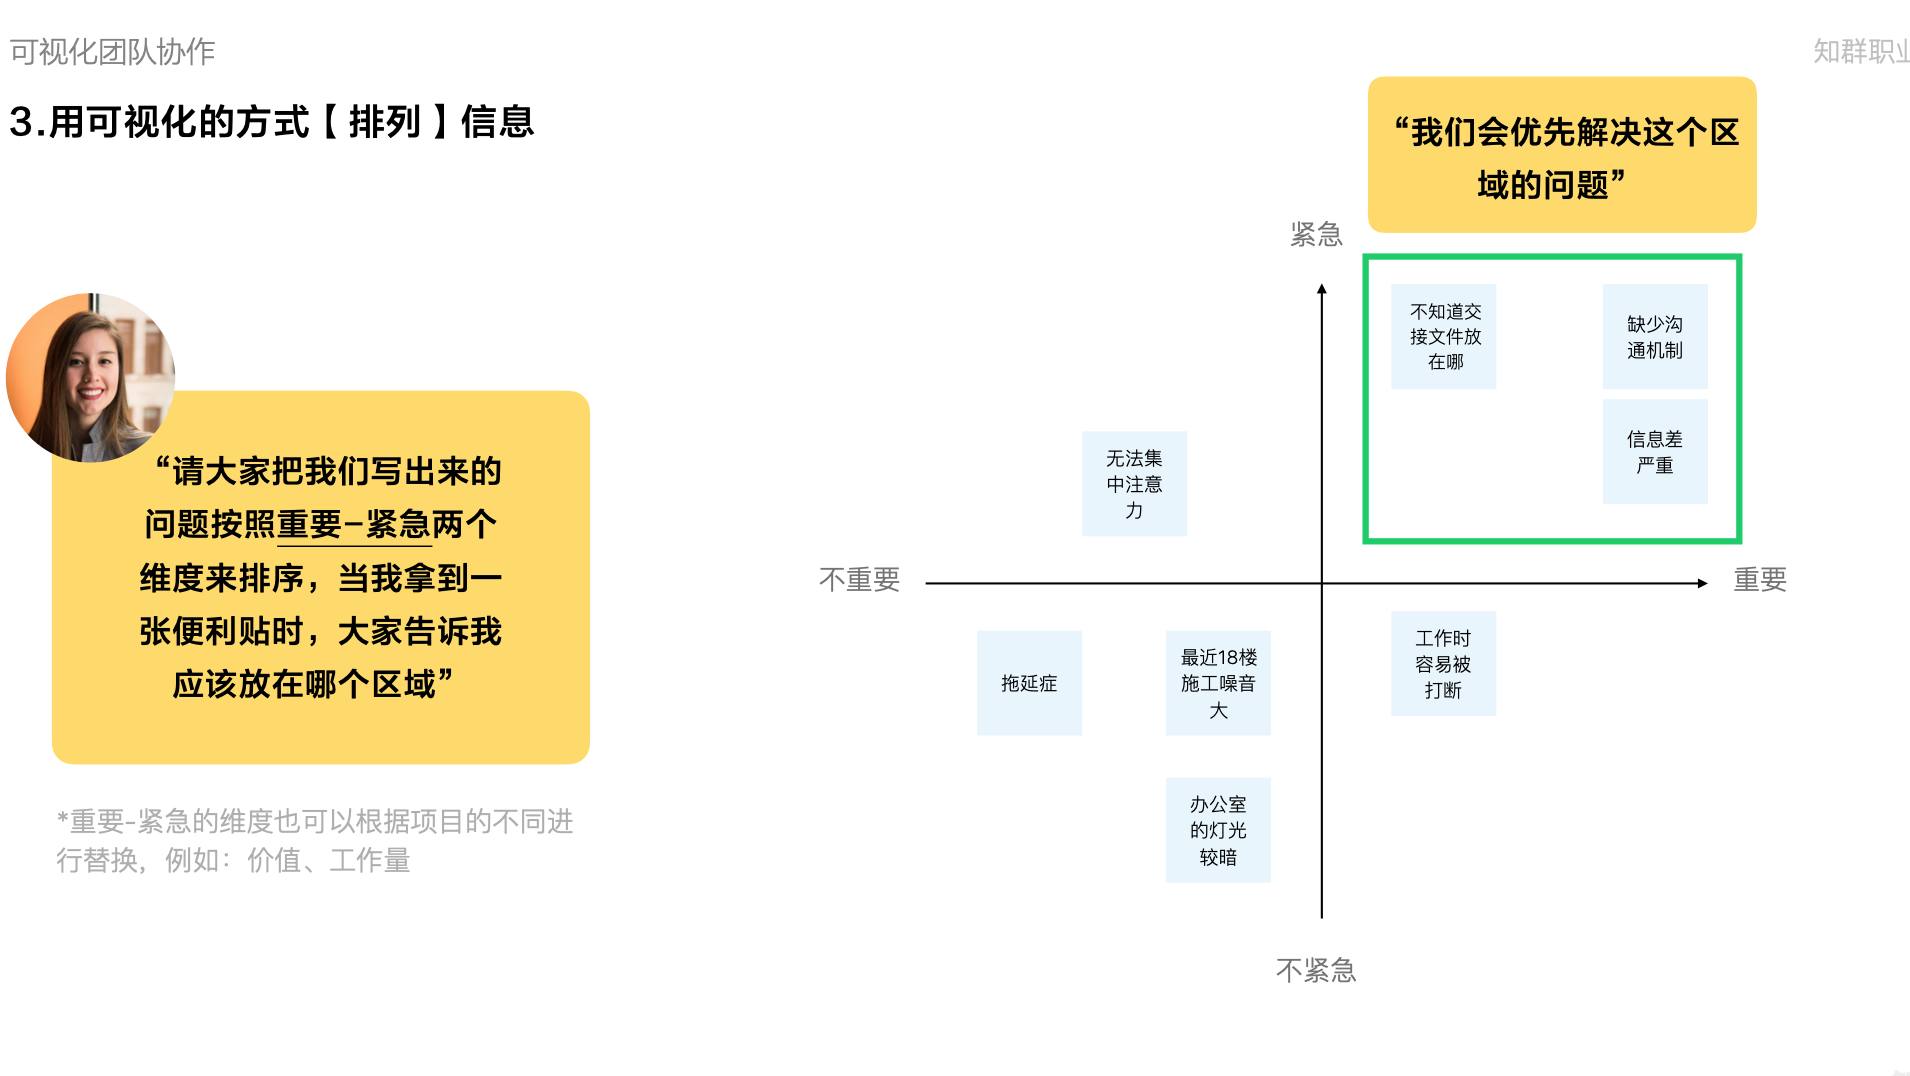 可视化团队协作
知群职业
3.用可视化的方式【排列】信息
“我们会优先解决这个区
域的问题”
紧急
不知道交
接文件放
在哪
缺少沟
通机制
信息差
严重
无法集
中注意
力
“请大家把我们写出来的
问题按照重要-紧急两个
维度来排序，当我拿到一
张便利贴时，大家告诉我
应该放在哪个区域”
不重要
重要
拖延症
最近18楼
施工噪音
大
工作时
容易被
打断
办公室
的灯光
较暗
*重要-紧急的维度也可以根据项目的不同进
行替换，例如：价值、工作量
不紧急